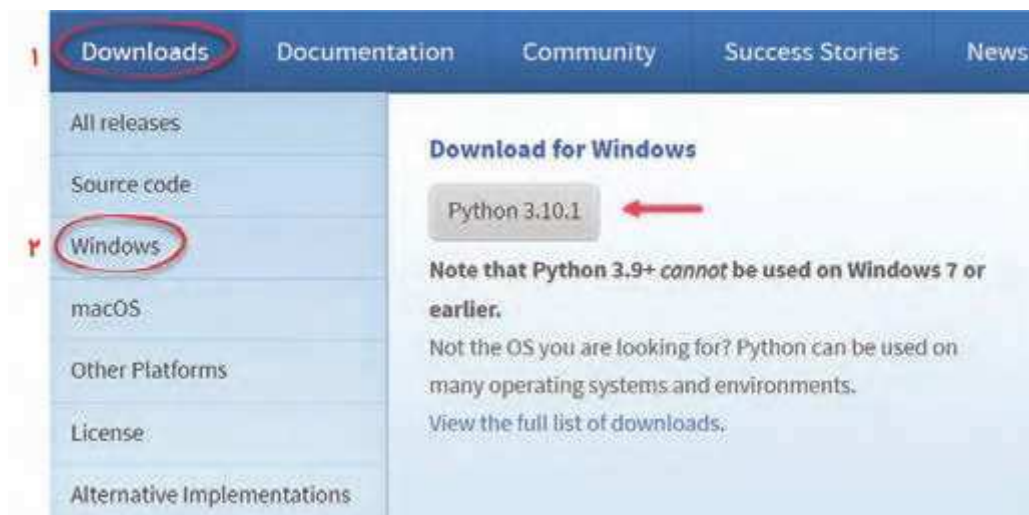 ۱ Downloads Documentation Community Success Stories News
All releases
Source code
۲ Windows
macOS
Other Platforms
License
Alternative Implementations
Download for Windows
Python 3.10.1
Note that Python 3.9+ cannot be used on Windows 7 or
earlier.
Not the OS you are looking for? Python can be used on
many operating systems and environments.
View the full list of downloads.